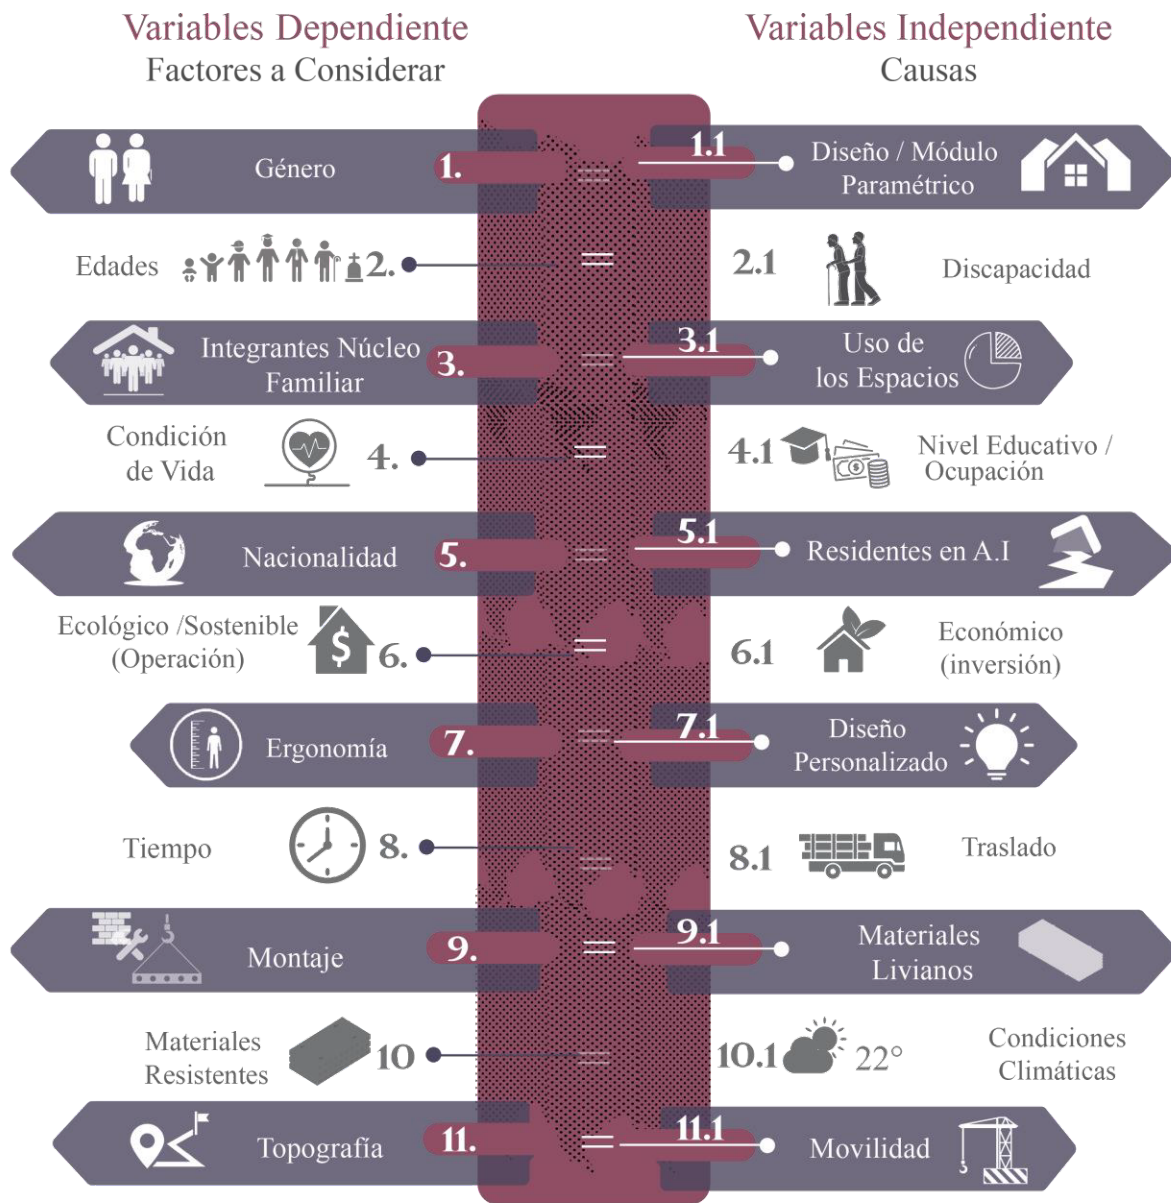 Variables Dependiente
Factores a Considerar
Variables Independiente
Causas
Género
1.
=
1.1
Diseño / Módulo
Paramétrico
Edades
2.
=
2.1
Discapacidad
Integrantes Núcleo
Familiar
3.
=
3.1
Uso de
los Espacios
Condición
de Vida
4.
=
4.1
Nivel Educativo /
Ocupación
Nacionalidad
5.
=
5.1
Residentes en A.I
Ecológico /Sostenible
(Operación)
$
6.
=
6.1
Económico
(inversión)
Ergonomía
7.
=
7.1
Diseño
Personalizado
Tiempo
8.
=
8.1
Traslado
Montaje
9.
=
9.1
Materiales
Livianos
Materiales
Resistentes
10
=
10.1
22°
Condiciones
Climáticas
Topografía
11.
=
11.1
Movilidad